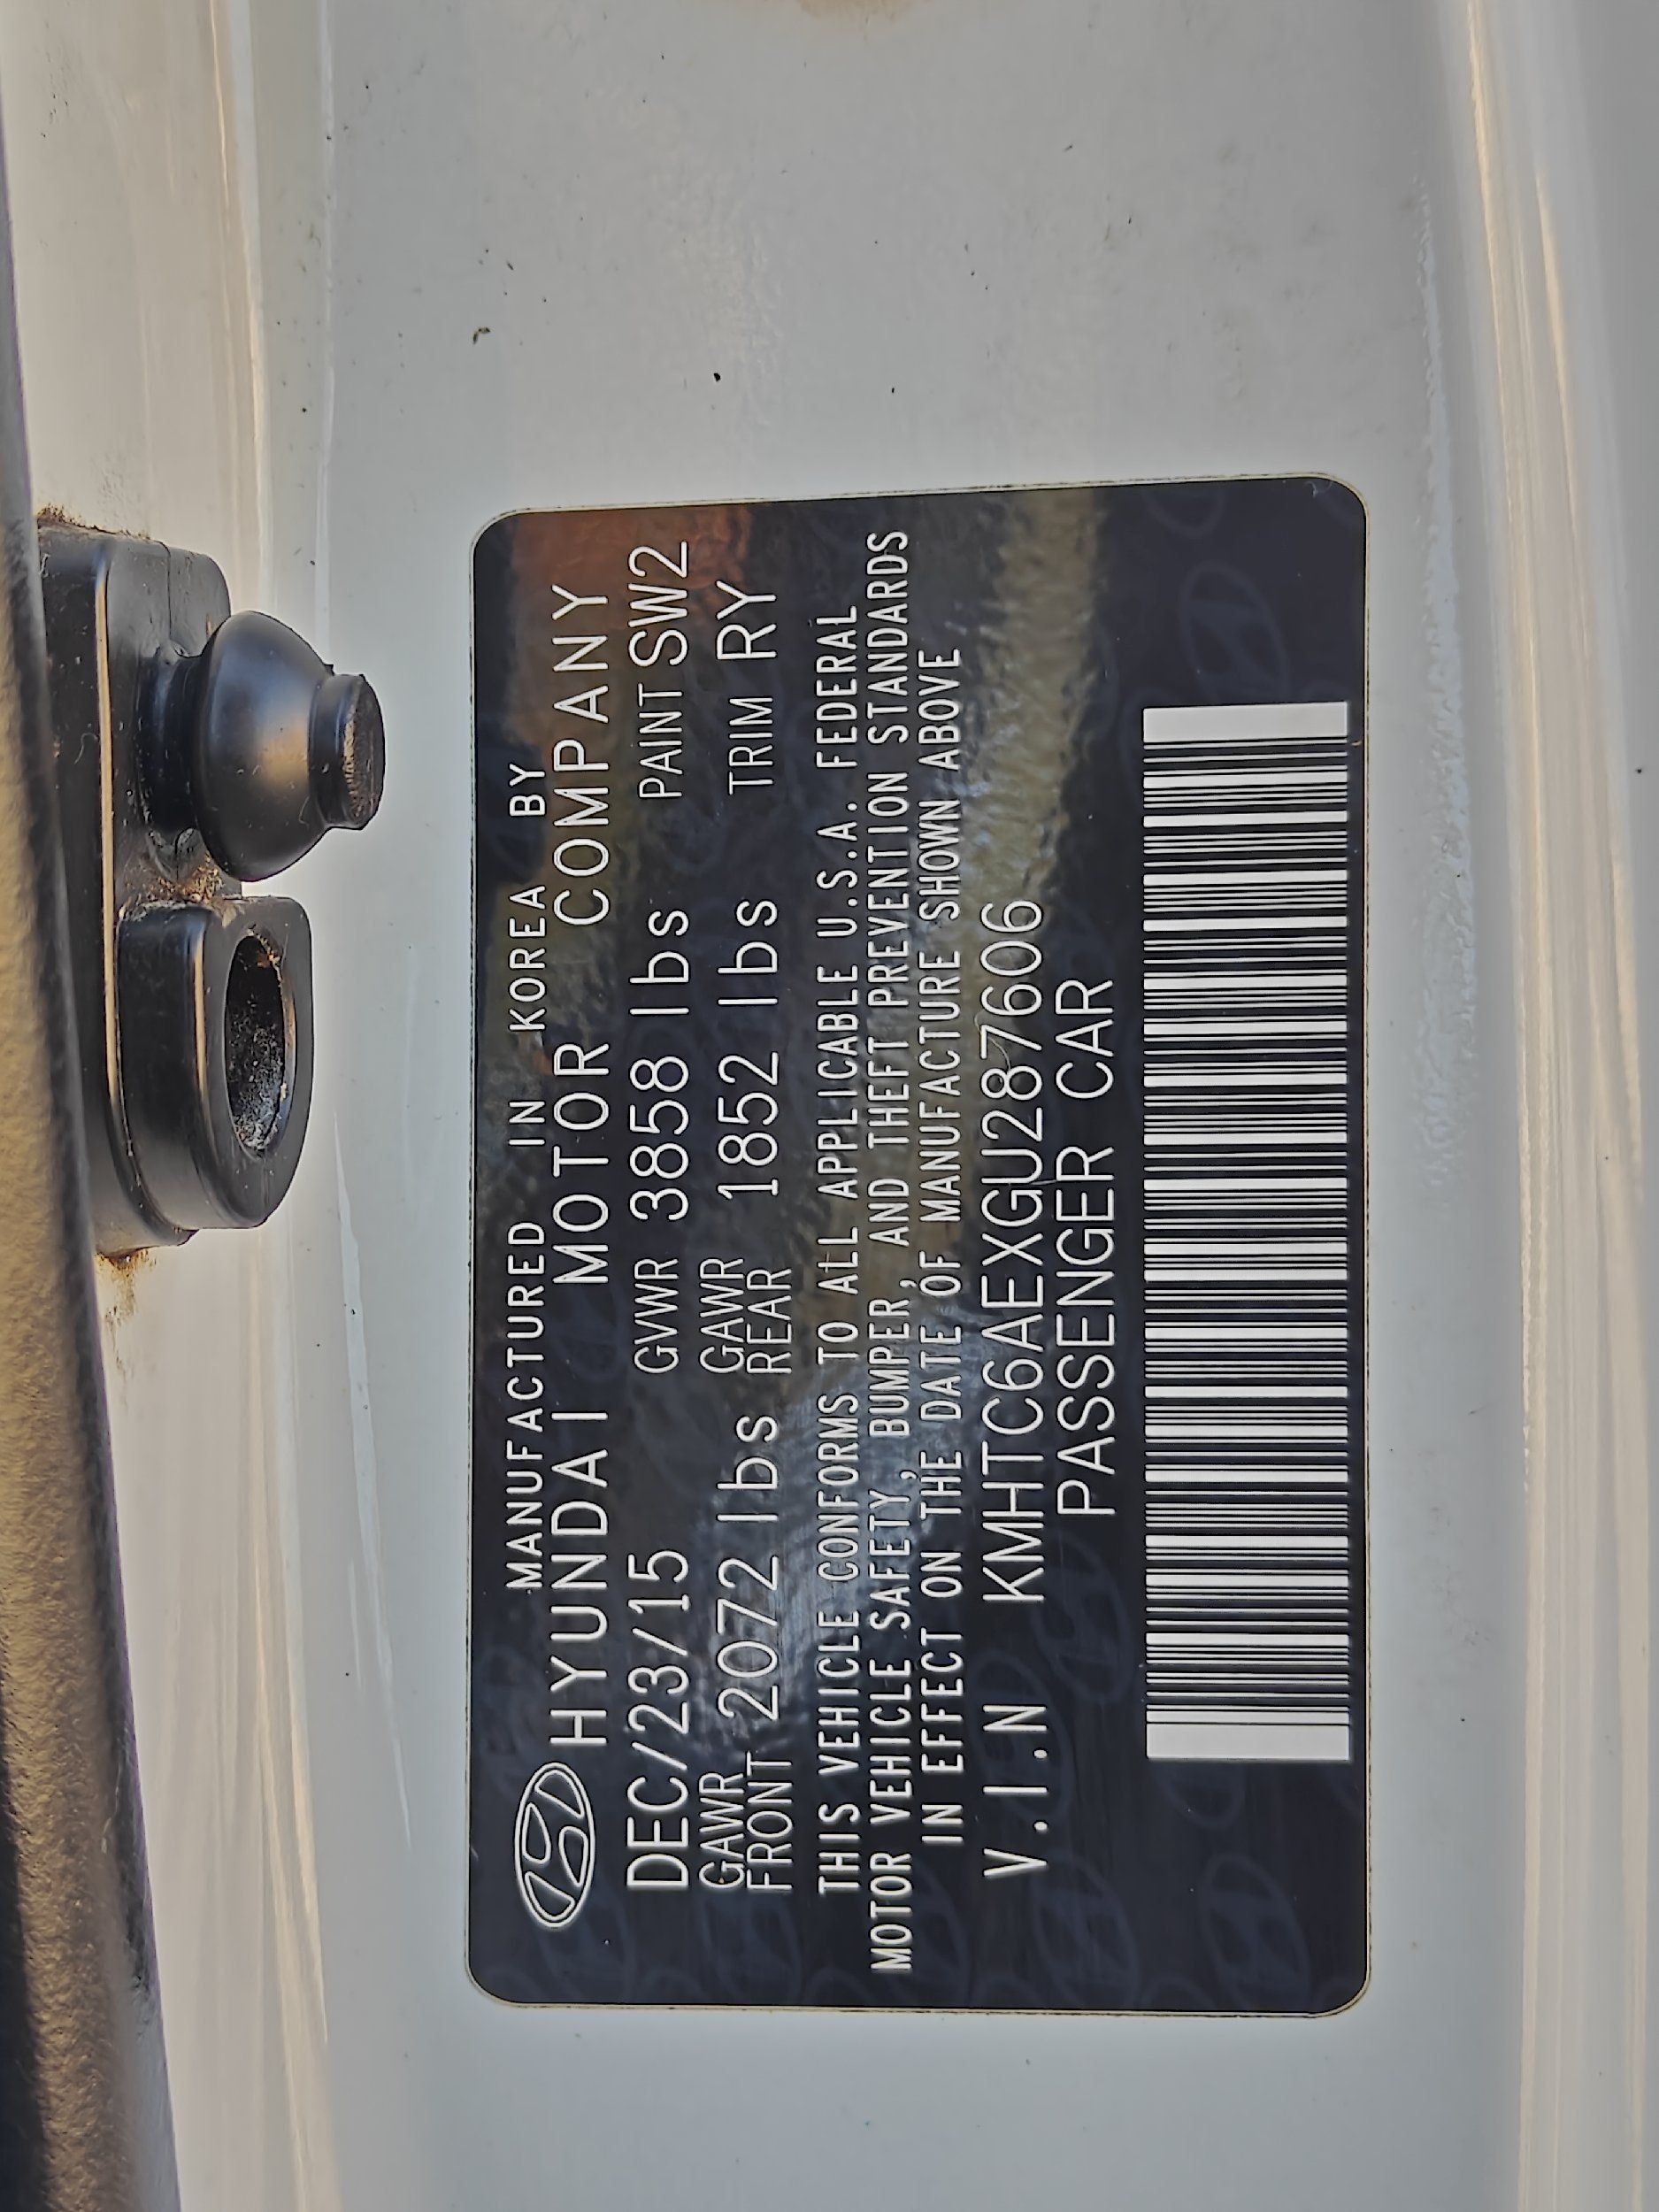 MANUFACTURED IN KOREA BY
HYUNDAI MOTOR COMPANY
DEC/23/15 GVWR 3858 lbs PAINT SW2
GAWR FRONT 2072 lbs GAWR REAR 1852 lbs TRIM RY
THIS VEHICLE CONFORMS TO ALL APPLICABLE U.S.A. FEDERAL
MOTOR VEHICLE SAFETY, BUMPER, AND THEFT PREVENTION STANDARDS
IN EFFECT ON THE DATE OF MANUFACTURE SHOWN ABOVE
V.I.N KMHTC6AEXGU287606
PASSENGER CAR